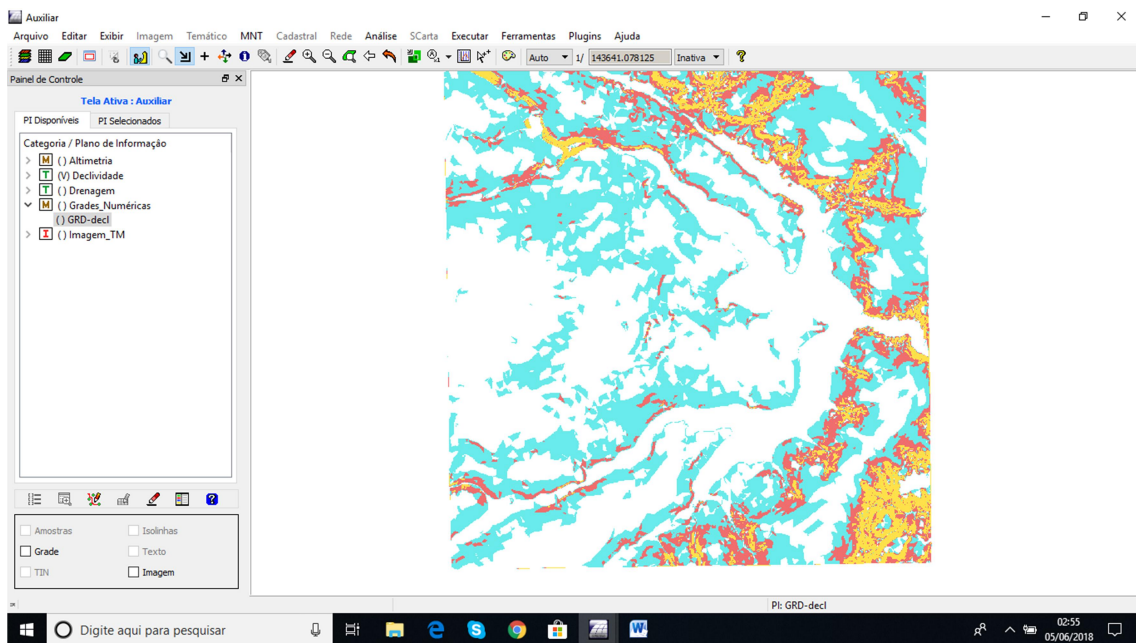 Auxiliar
Arquivo Editar Exibir Imagem Temático MNT Cadastral Rede Análise SCarta Executar Ferramentas Plugins Ajuda
Auto 1/ 143641.078125 Inativa
Painel de Controle
Tela Ativa : Auxiliar
PI Disponíveis PI Selecionados
Categoria / Plano de Informação
M () Altimetria
T (V) Declividade
T () Drenagem
M () Grades_Numéricas
() GRD-decl
I () Imagem_TM
Amostras Isolinhas
Grade Texto
TIN Imagem
PI: GRD-decl
Digite aqui para pesquisar
02:55
05/06/2018